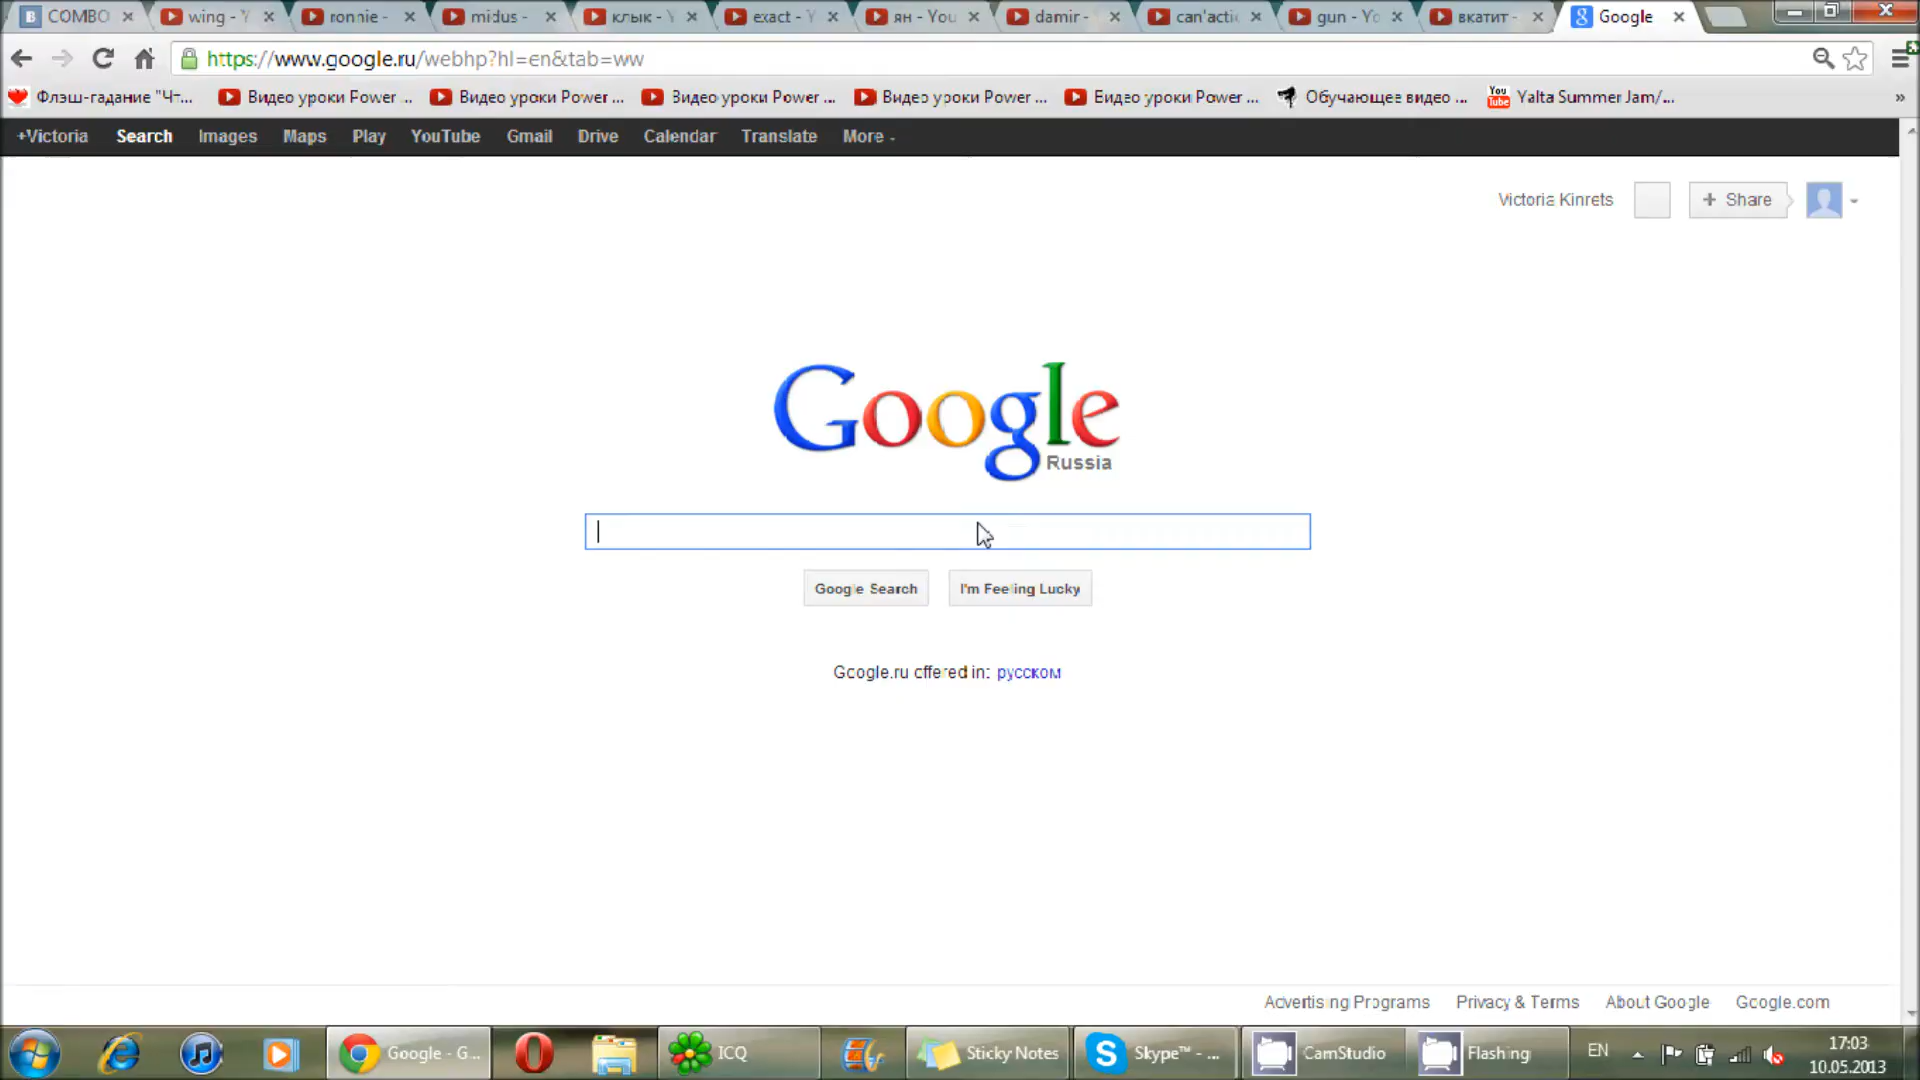 COMBO
wing - Y
ronnie -
midus -
клык - Y
exact - Y
ян - You
damir -
can'acti
gun - Yo
вкатит -
Google
https://www.google.ru/webhp?hl=en&tab=ww
Флэш-гадание "Чт...
Видео уроки Power ...
Видео уроки Power ...
Видео уроки Power ...
Видео уроки Power ...
Видео уроки Power ...
Обучающее видео ...
You Tube
Yalta Summer Jam/...
»
+Victoria Search Images Maps Play YouTube Gmail Drive Calendar Translate More
Victoria Kinrets
+ Share
Google
Russia
Google Search
I'm Feeling Lucky
Google.ru offered in: русском
Advertising Programs Privacy & Terms About Google Google.com
Google - G...
ICQ
Sticky Notes
Skype™ - ...
CamStudio
Flashing
EN
17:03
10.05.2013